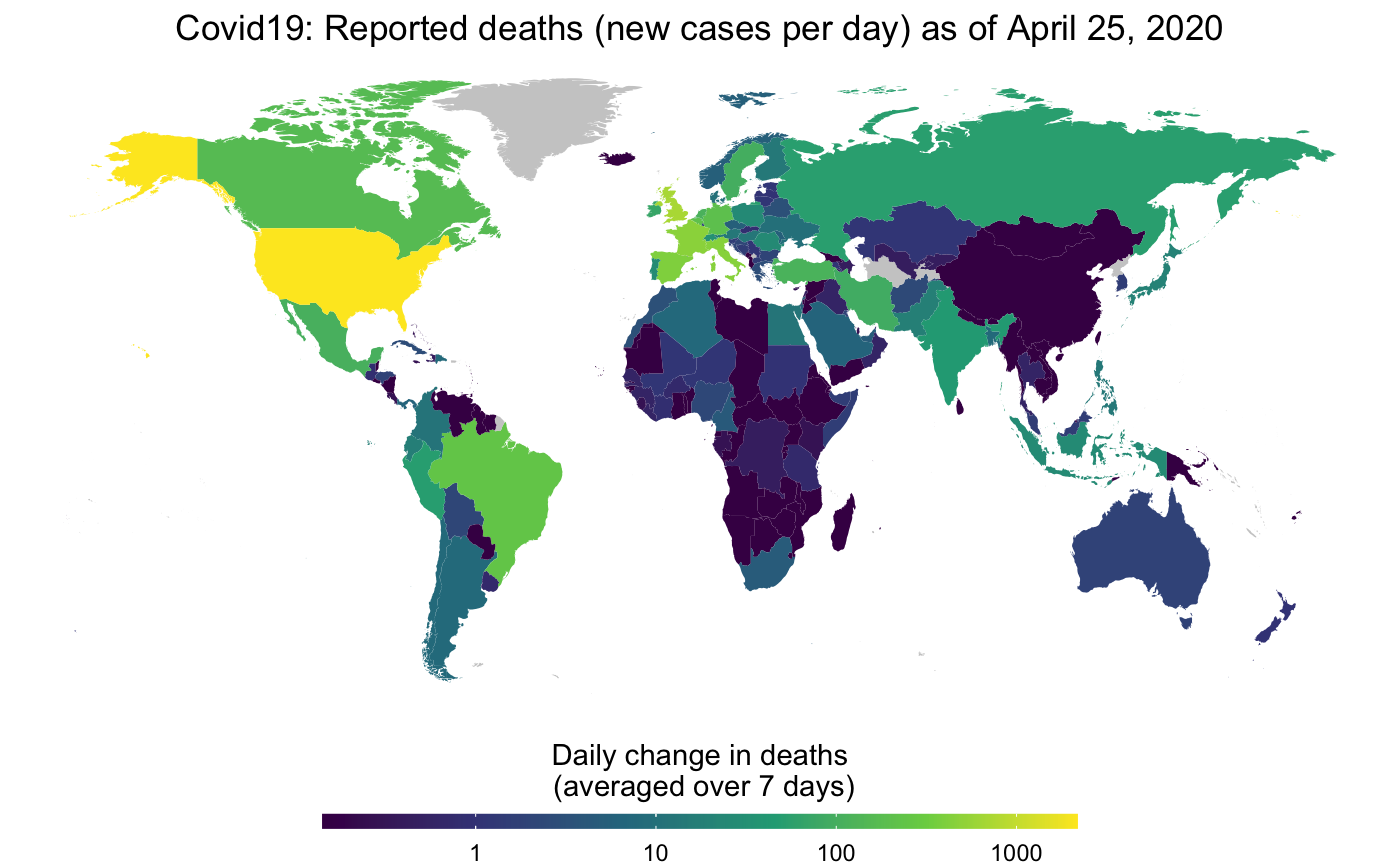 Covid19: Reported deaths (new cases per day) as of April 25, 2020
Daily change in deaths
(averaged over 7 days)
1 10 100 1000